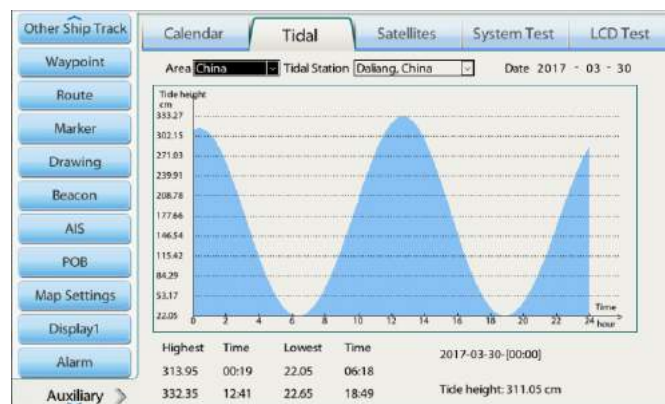 Other Ship Track
Waypoint
Route
Marker
Drawing
Beacon
AIS
POB
Map Settings
Display1
Alarm
Auxiliary
Calendar
Tidal
Satellites
System Test
LCD Test
Area China Tidal Station Daliang, China Date 2017 - 03 - 30
Tide height
cm
333.27
302.15
271.03
239.91
208.78
177.66
146.54
115.42
84.29
53.17
22.05
0 2 4 6 8 10 12 14 16 18 20 22 24
Time
hour
Highest Time Lowest Time
313.95 00:19 22.05 06:18
332.35 12:41 22.65 18:49
2017-03-30-[00:00]
Tide height: 311.05 cm